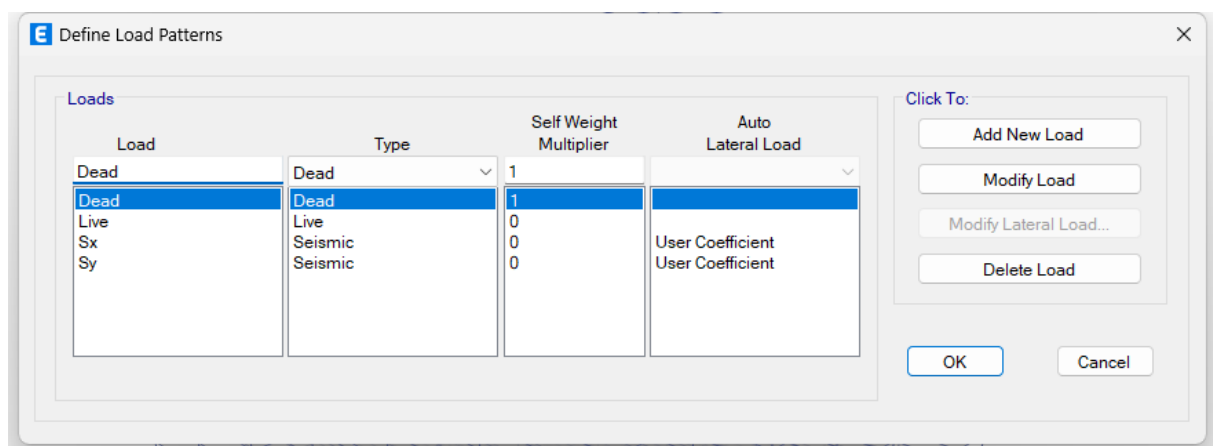 E Define Load Patterns
Loads
Click To:
Load Type Self Weight Multiplier Auto Lateral Load
Dead Dead 1
Dead Dead 1
Live Live 0
Sx Seismic 0 User Coefficient
Sy Seismic 0 User Coefficient
Add New Load
Modify Load
Modify Lateral Load...
Delete Load
OK Cancel